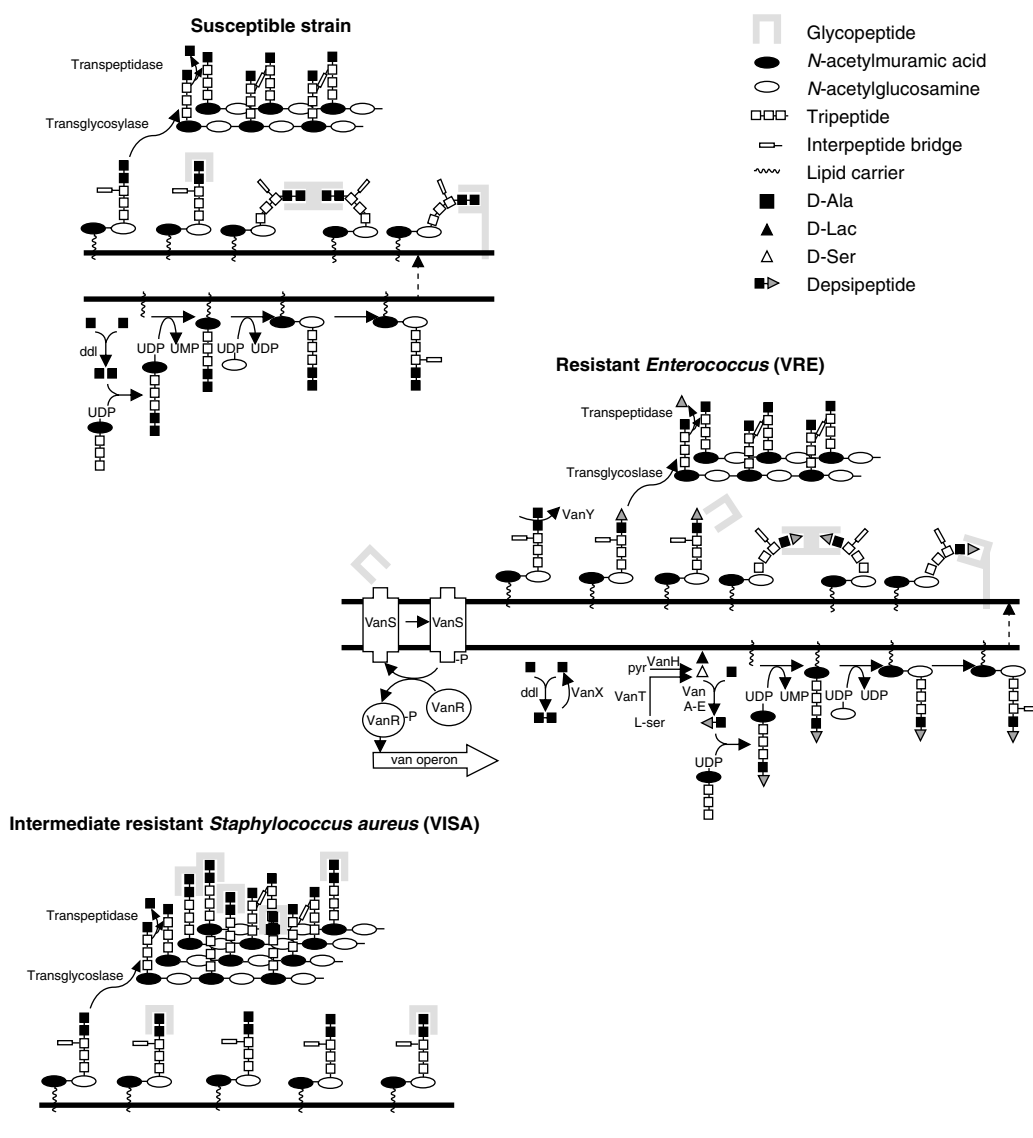 Susceptible strain
Transpeptidase
Transglycosylase
ddl
UDP
UMP
UDP
UDP
UDP
Glycopeptide
N-acetylmuramic acid
N-acetylglucosamine
Tripeptide
Interpeptide bridge
Lipid carrier
D-Ala
D-Lac
D-Ser
Depsipeptide
Resistant Enterococcus (VRE)
Transpeptidase
Transglycoslase
VanY
VanS
VanS
-P
VanR
VanR
-P
van operon
ddl
VanX
pyr
VanH
VanT
L-ser
Van
A-E
UDP
UMP
UDP
UDP
UDP
Intermediate resistant Staphylococcus aureus (VISA)
Transpeptidase
Transglycoslase